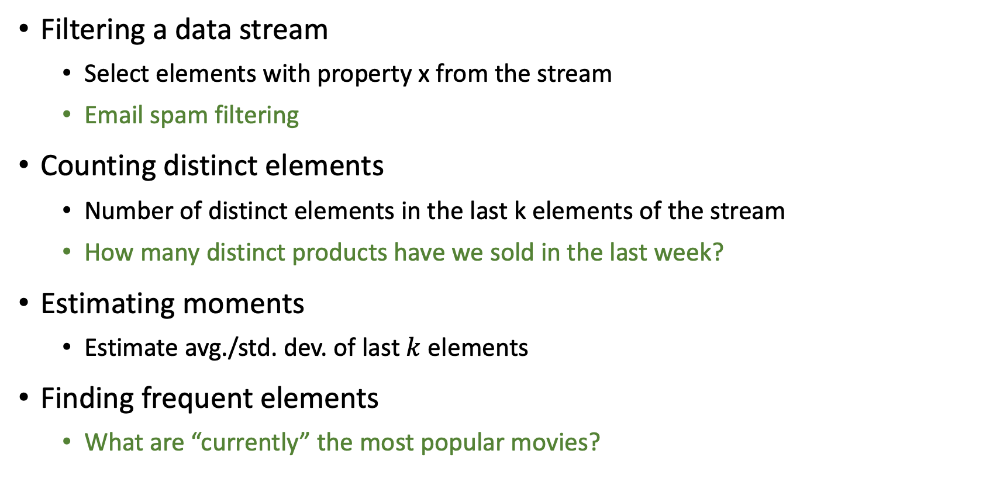 • Filtering a data stream
• Select elements with property x from the stream
• Email spam filtering
• Counting distinct elements
• Number of distinct elements in the last k elements of the stream
• How many distinct products have we sold in the last week?
• Estimating moments
• Estimate avg./std. dev. of last k elements
• Finding frequent elements
• What are “currently” the most popular movies?